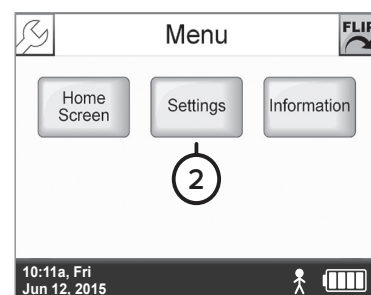 Menu
FLIP
Home
Screen
Settings
Information
2
10:11a, Fri
Jun 12, 2015